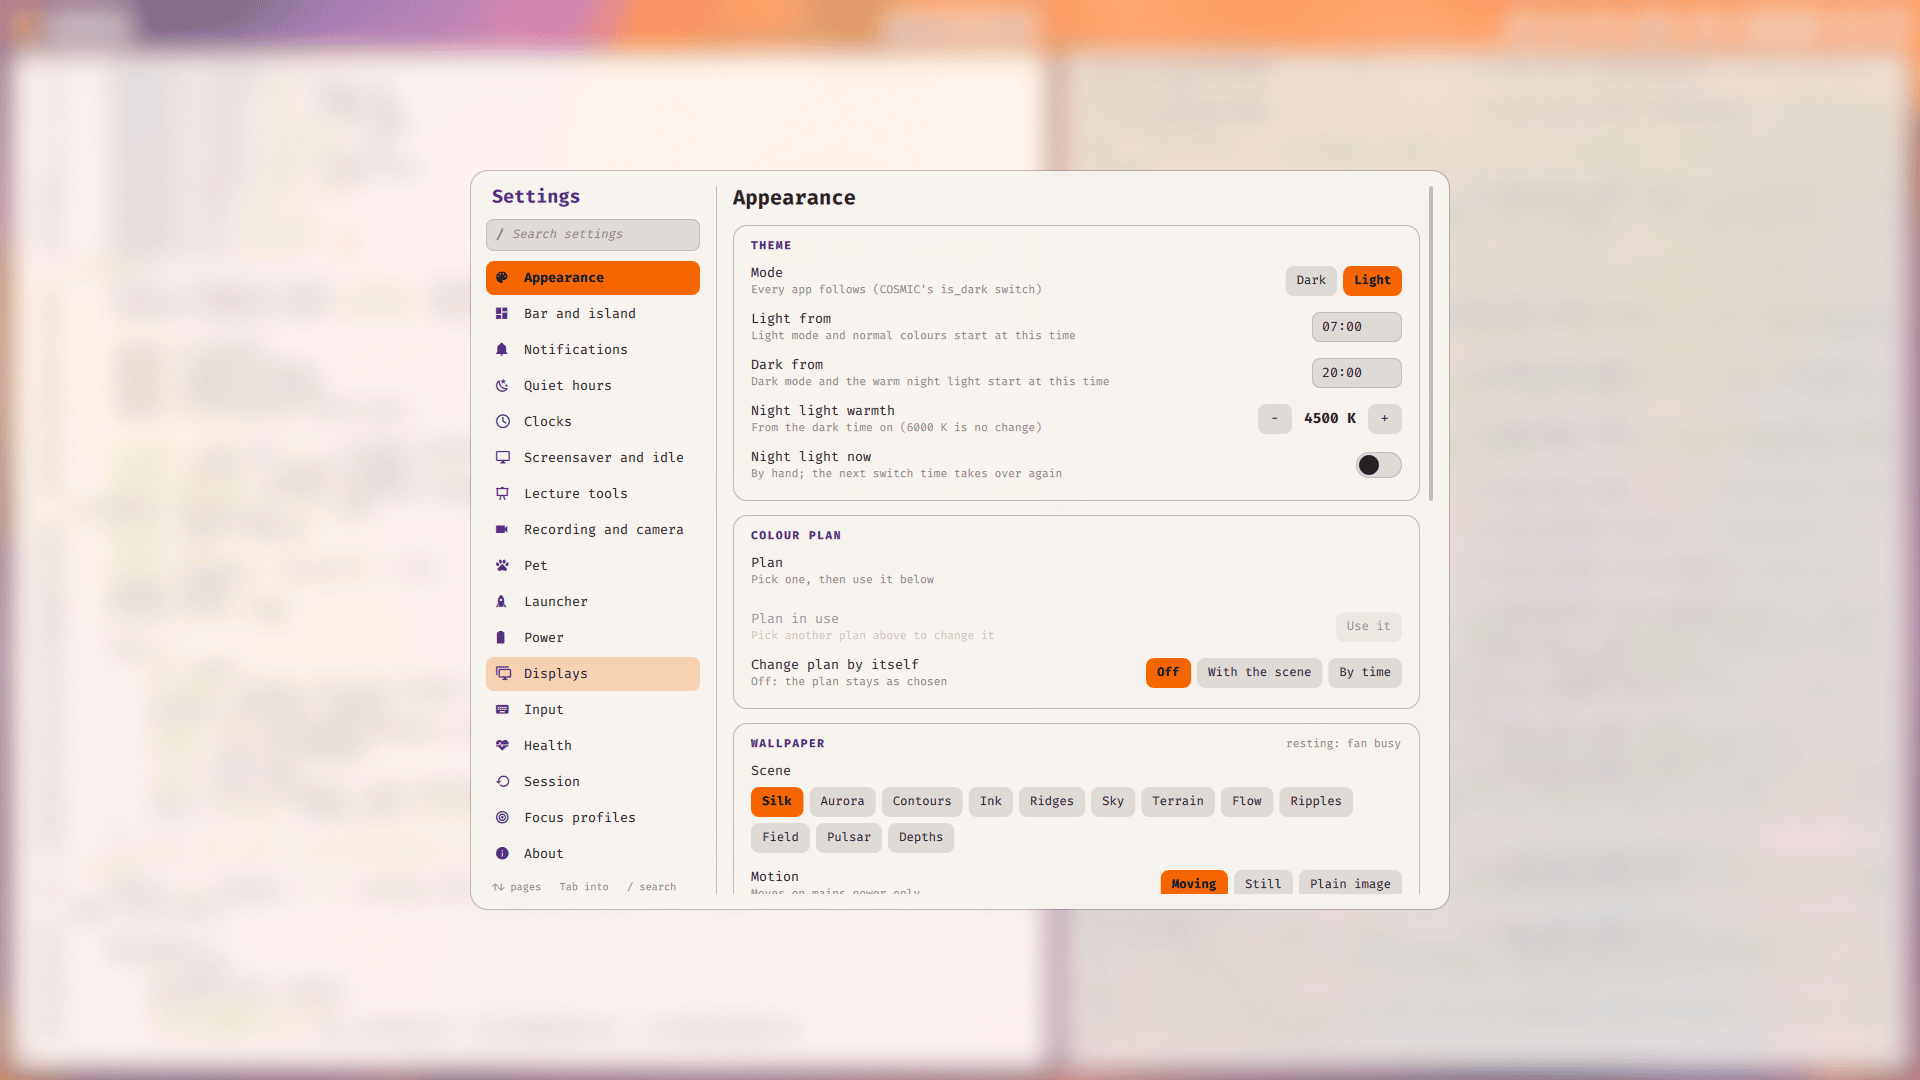 Settings
/ Search settings
Appearance
Bar and island
Notifications
Quiet hours
Clocks
Screensaver and idle
Lecture tools
Recording and camera
Pet
Launcher
Power
Displays
Input
Health
Session
Focus profiles
About
↑↓ pages Tab into / search
Appearance
THEME
Mode
Every app follows (COSMIC's is_dark switch)
Dark Light
Light from
Light mode and normal colours start at this time
07:00
Dark from
Dark mode and the warm night light start at this time
20:00
Night light warmth
From the dark time on (6000 K is no change)
- 4500 K +
Night light now
By hand; the next switch time takes over again
COLOUR PLAN
Plan
Pick one, then use it below
Plan in use
Pick another plan above to change it
Use it
Change plan by itself
Off: the plan stays as chosen
Off With the scene By time
WALLPAPER resting: fan busy
Scene
Silk Aurora Contours Ink Ridges Sky Terrain Flow Ripples
Field Pulsar Depths
Motion
Moves on mains power only
Moving Still Plain image